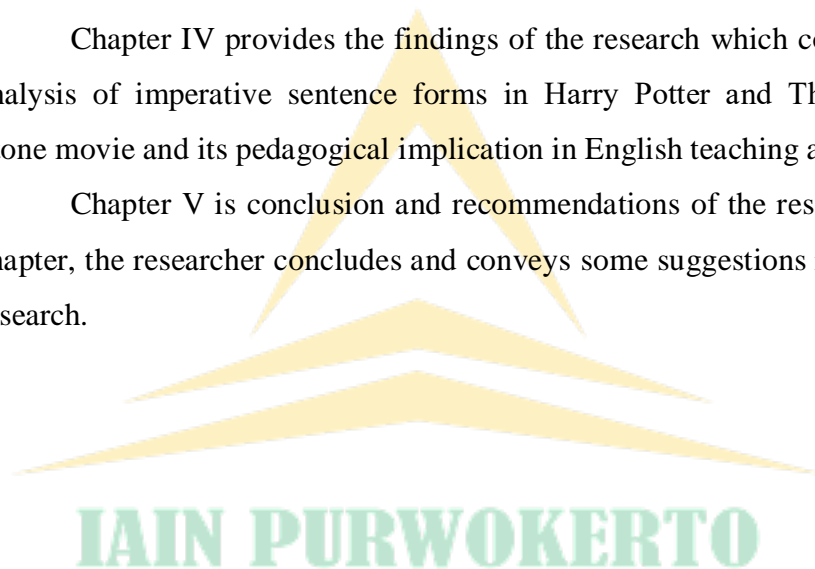 Chapter IV provides the findings of the research which co
nalysis of imperative sentence forms in Harry Potter and Th
tone movie and its pedagogical implication in English teaching a
Chapter V is conclusion and recommendations of the res
hapter, the researcher concludes and conveys some suggestions
search.
IAIN PURWOKERTO